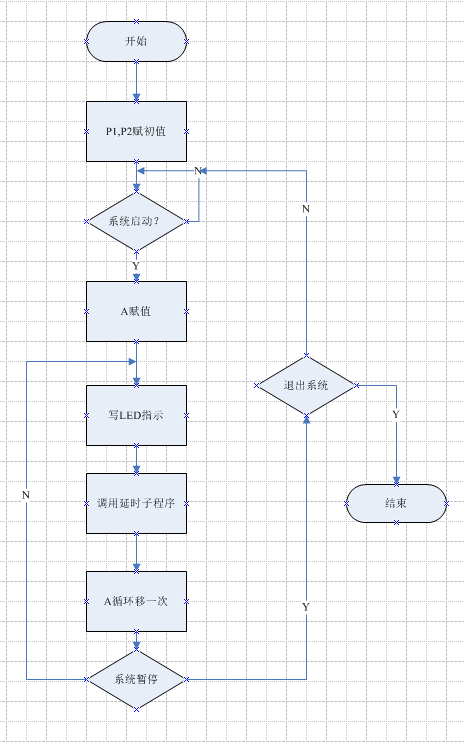 开始
P1,P2赋初值
N
系统启动?
N
Y
A赋值
退出系统
写LED指示
Y
N
调用延时子程序
结束
A循环移一次
Y
系统暂停